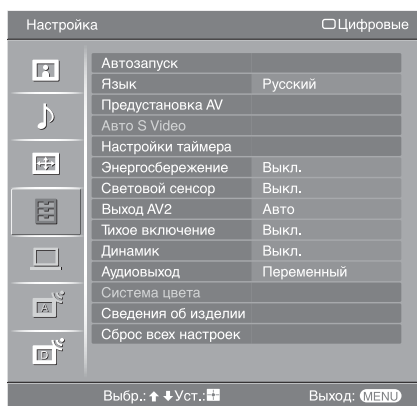 Настройка Цифровые
Автозапуск
Язык Русский
Предустановка AV
Авто S Video
Настройки таймера
Энергосбережение Выкл.
Световой сенсор Выкл.
Выход AV2 Авто
Тихое включение Выкл.
Динамик Выкл.
Аудиовыход Переменный
Система цвета
Сведения об изделии
Сброс всех настроек
A
D
Выбр.: Уст.: Выход: MENU